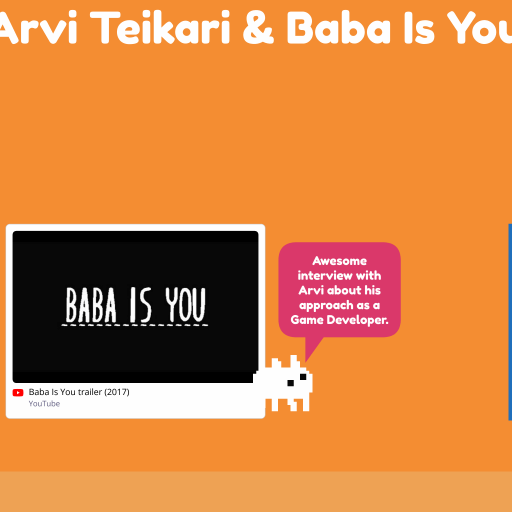 Arvi Teikari & Baba Is You
BABA IS YOU
Awesome
interview with
Arvi about his
approach as a
Game Developer.
Baba Is You trailer (2017)
YouTube